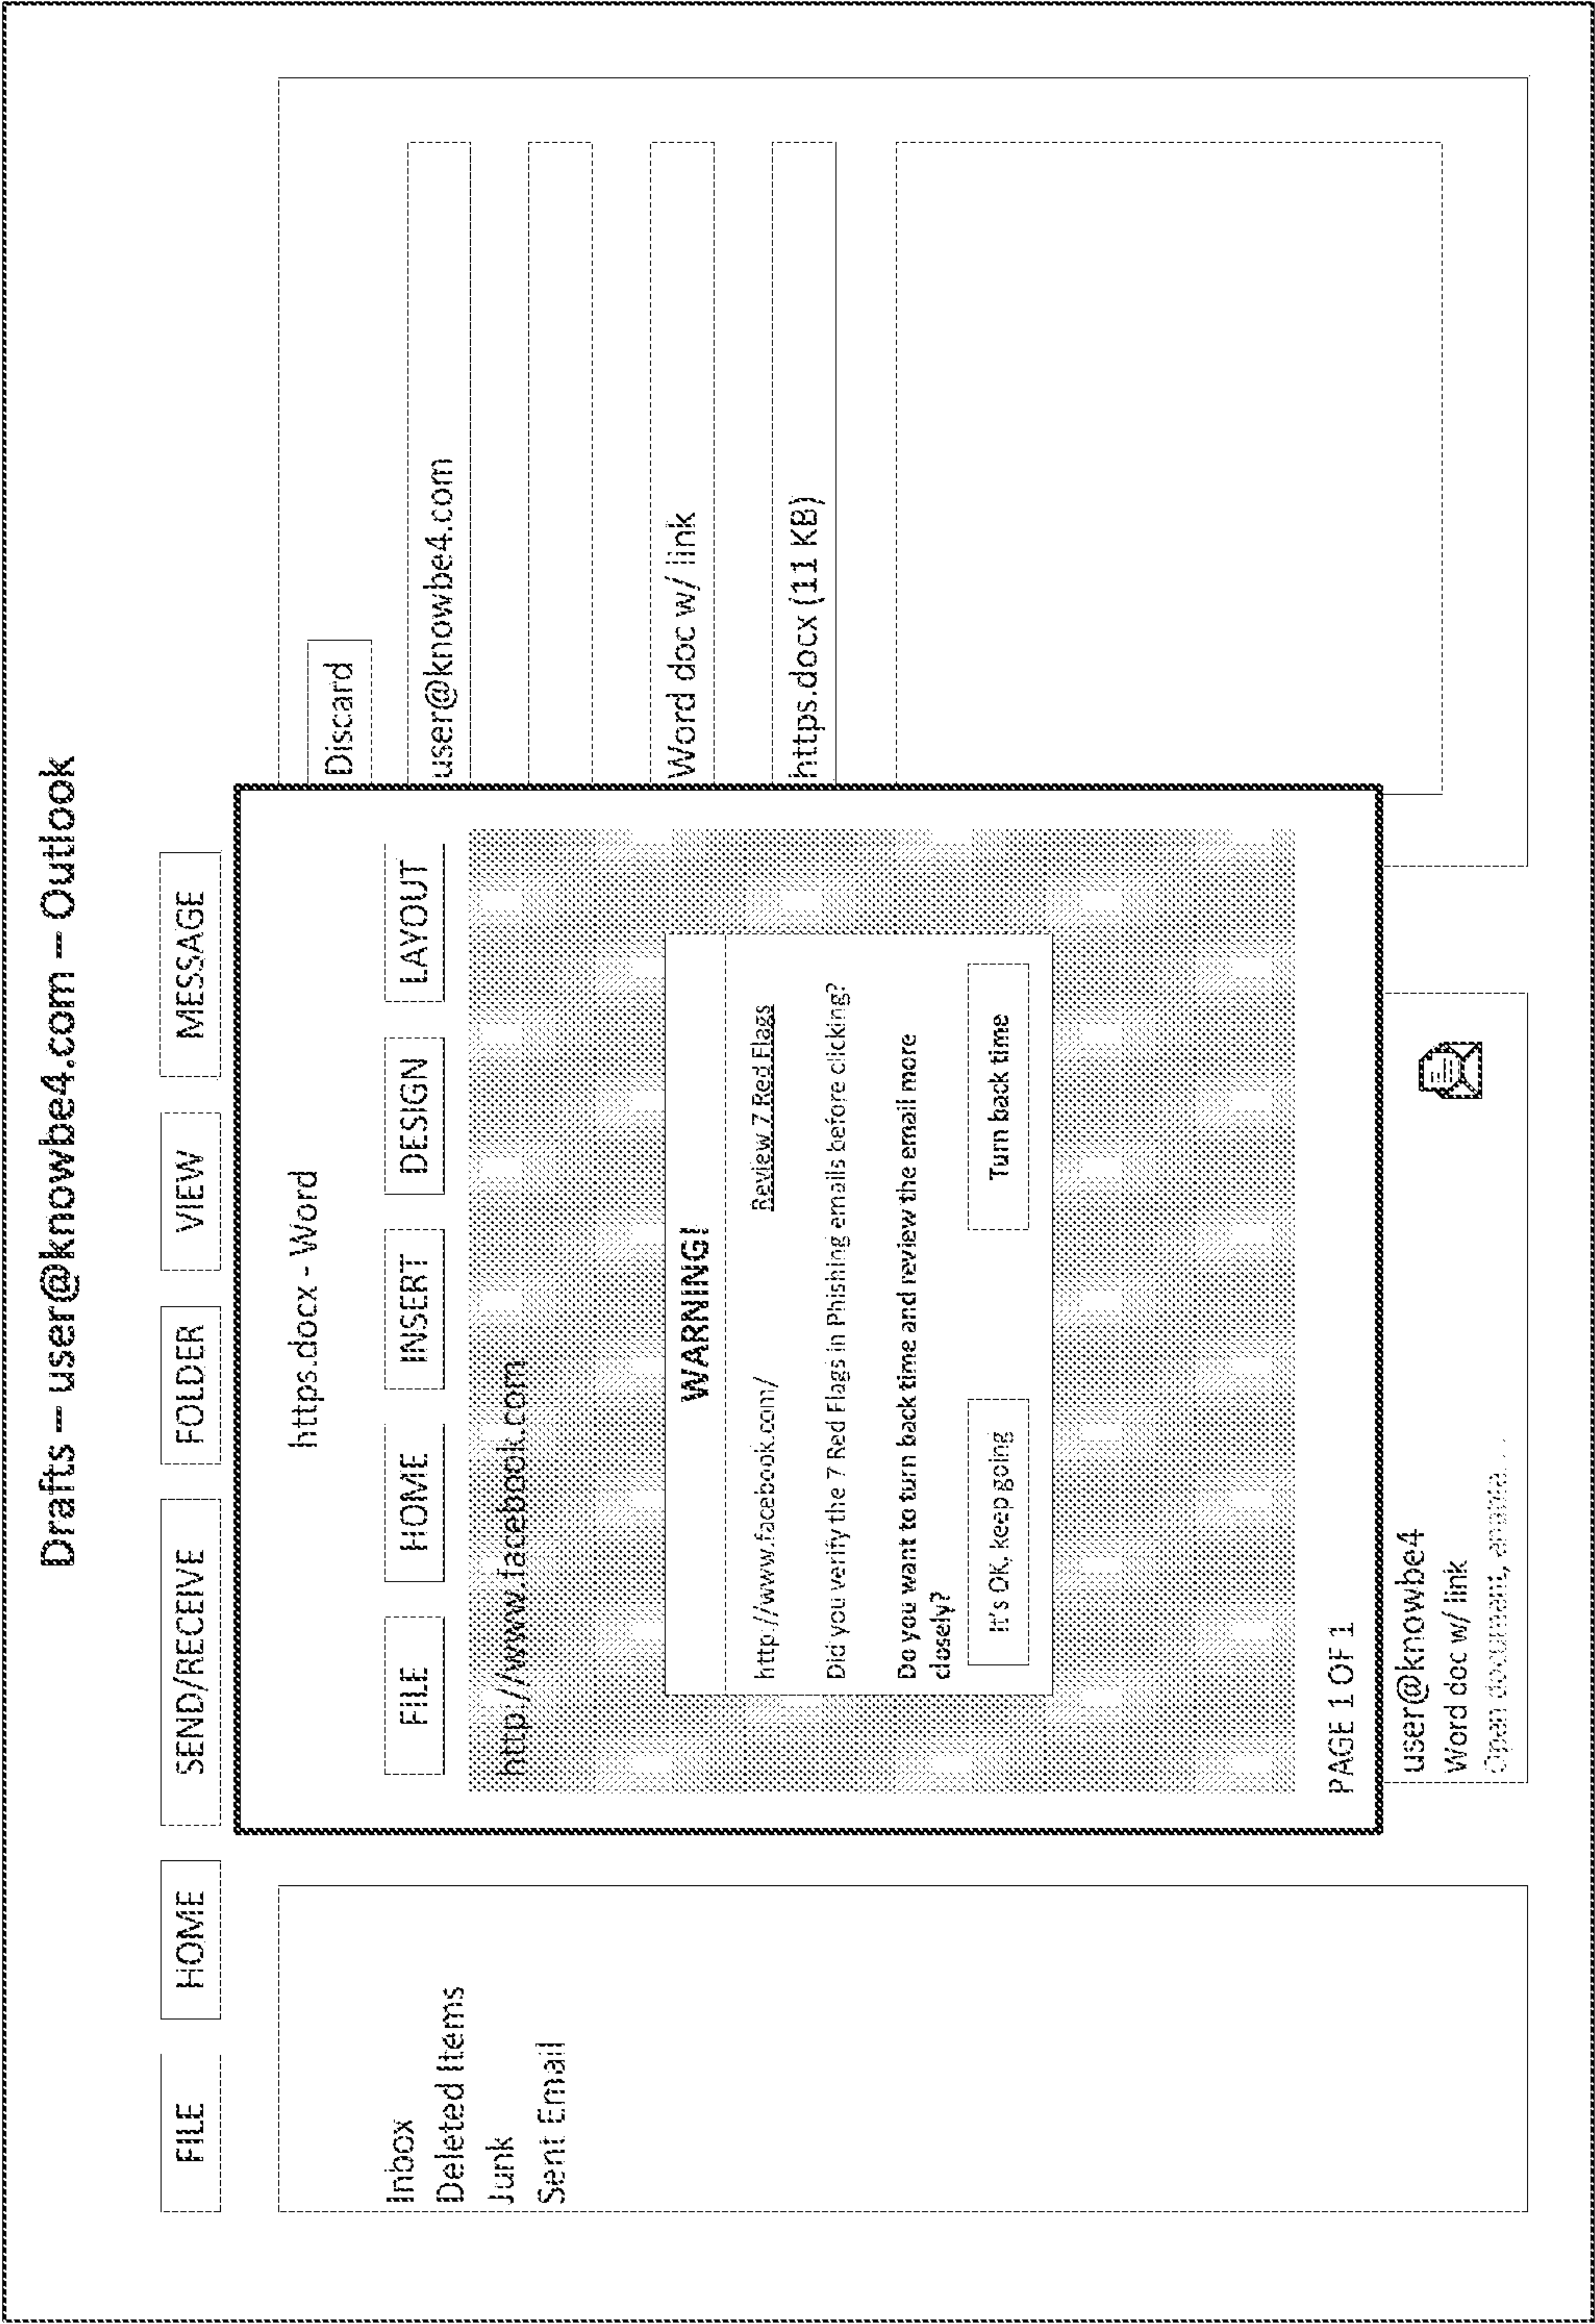 Drafts – user@knowbe4.com – Outlook
FILE HOME SEND/RECEIVE FOLDER VIEW MESSAGE
Inbox
Deleted Items
Junk
Sent Email
https.docx - Word
FILE HOME INSERT DESIGN LAYOUT
http://www.facebook.com
WARNING!
http://www.facebook.com/ Review 7 Red Flags
Did you verify the 7 Red Flags in Phishing emails before clicking?
Do you want to turn back time and review the email more
closely?
It's OK, keep going Turn back time
PAGE 1 OF 1
user@knowbe4
Word doc w/ link
Open document,
Discard
user@knowbe4.com
Word doc w/ link
https.docx (11 KB)